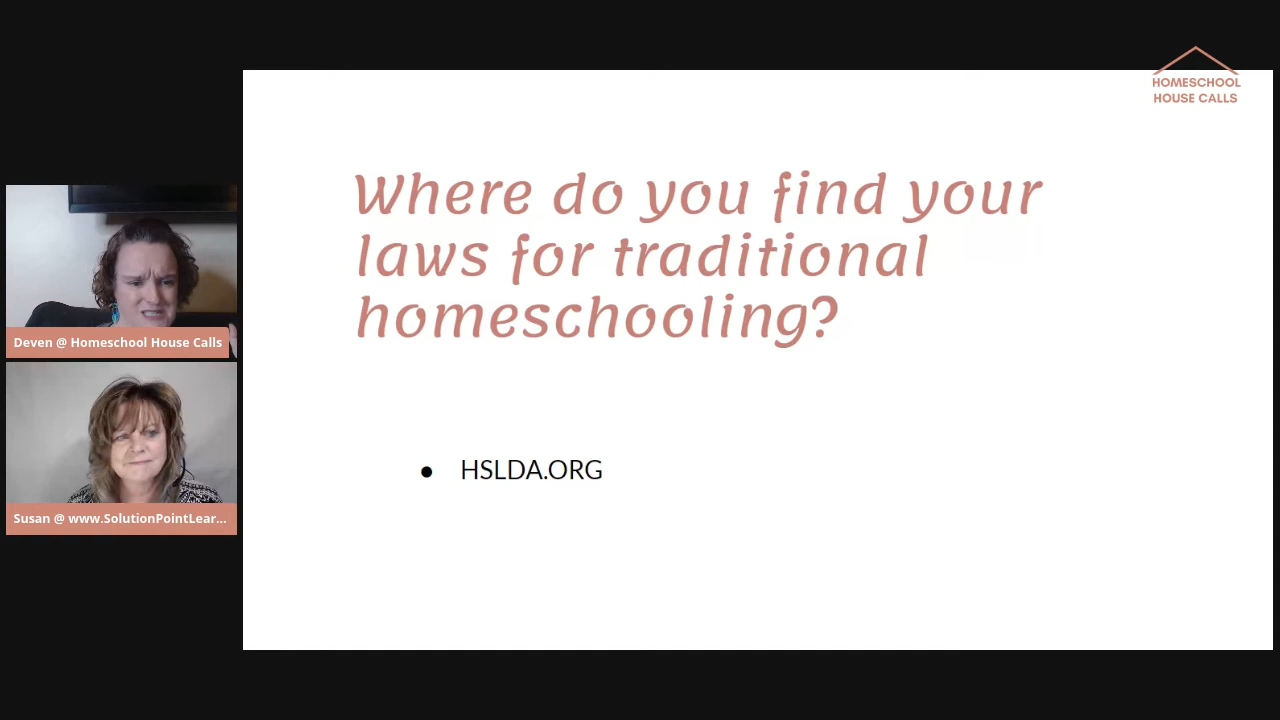 HOMESCHOOL
HOUSE CALLS
Where do you find your
laws for traditional
homeschooling?
● HSLDA.ORG
Deven @ Homeschool House Calls
Susan @ www.SolutionPointLear...